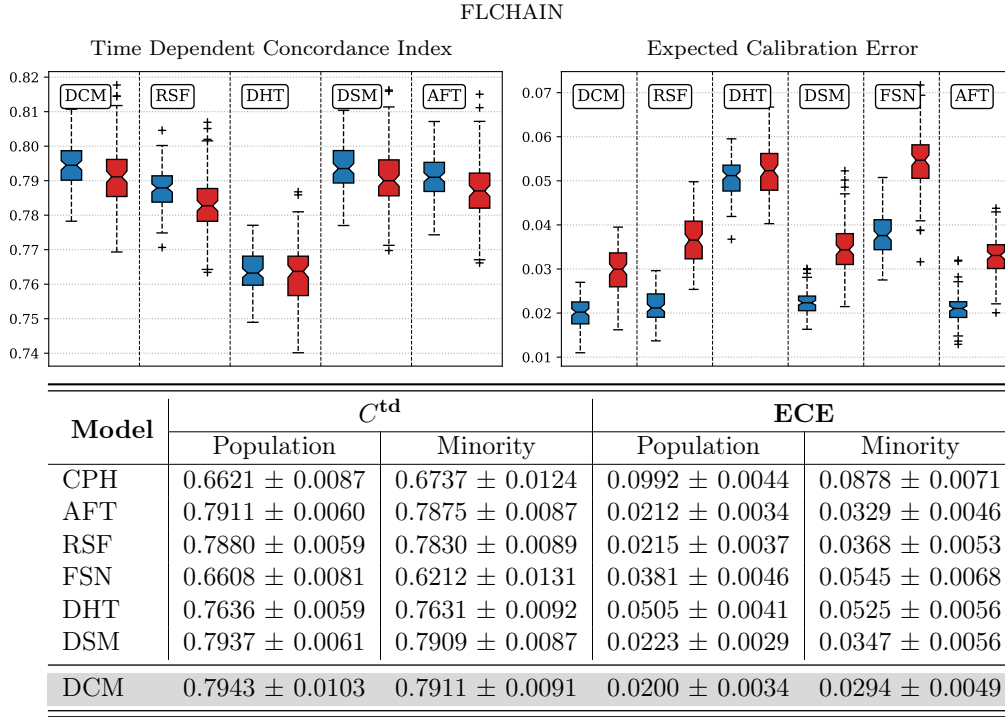 FLCHAIN
Time Dependent Concordance Index
0.82
0.81
0.80
0.79
0.78
0.77
0.76
0.75
0.74
DCM RSF DHT DSM AFT
Expected Calibration Error
0.07
0.06
0.05
0.04
0.03
0.02
0.01
DCM RSF DHT DSM FSN AFT
Model C^td ECE
Population Minority Population Minority
CPH 0.6621 ± 0.0087 0.6737 ± 0.0124 0.0992 ± 0.0044 0.0878 ± 0.0071
AFT 0.7911 ± 0.0060 0.7875 ± 0.0087 0.0212 ± 0.0034 0.0329 ± 0.0046
RSF 0.7880 ± 0.0059 0.7830 ± 0.0089 0.0215 ± 0.0037 0.0368 ± 0.0053
FSN 0.6608 ± 0.0081 0.6212 ± 0.0131 0.0381 ± 0.0046 0.0545 ± 0.0068
DHT 0.7636 ± 0.0059 0.7631 ± 0.0092 0.0505 ± 0.0041 0.0525 ± 0.0056
DSM 0.7937 ± 0.0061 0.7909 ± 0.0087 0.0223 ± 0.0029 0.0347 ± 0.0056
DCM 0.7943 ± 0.0103 0.7911 ± 0.0091 0.0200 ± 0.0034 0.0294 ± 0.0049